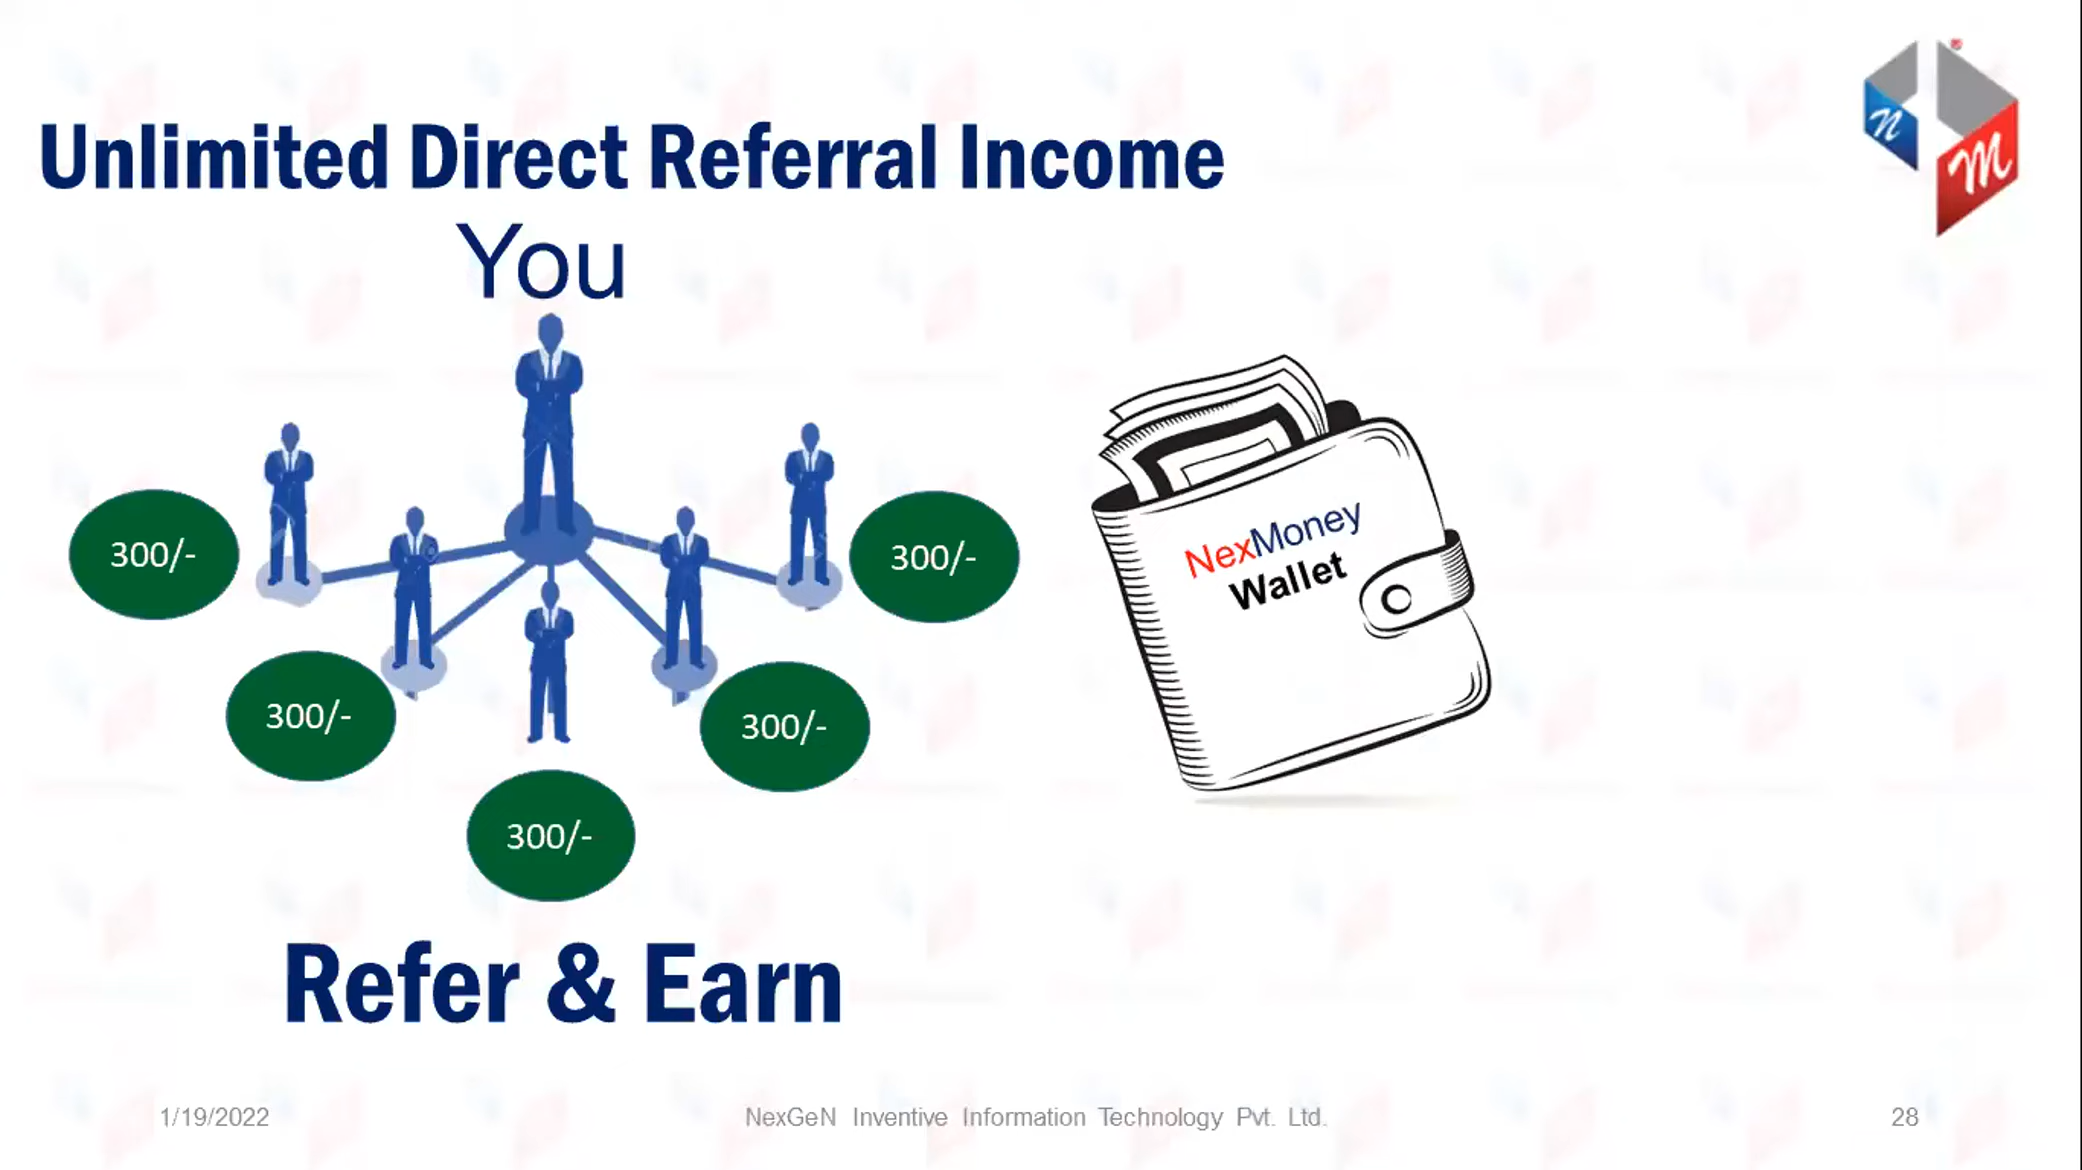 Unlimited Direct Referral Income
You
300/-
300/-
300/-
300/-
300/-
NexMoney
Wallet
Refer & Earn
n
M
®
1/19/2022
NexGeN Inventive Information Technology Pvt. Ltd.
28